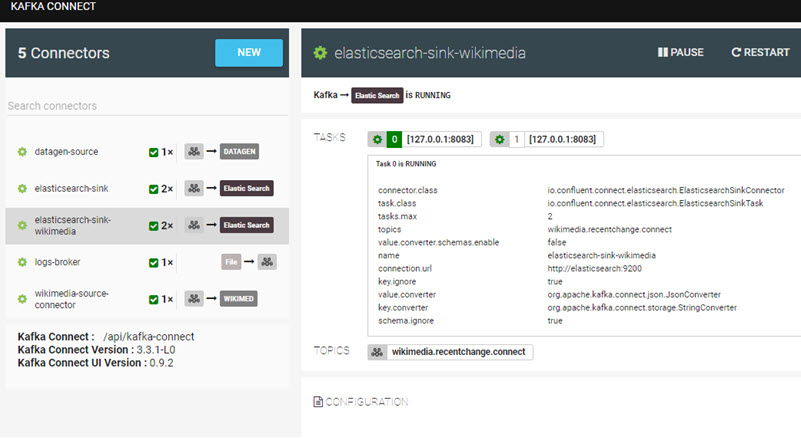 KAFKA CONNECT
5 Connectors
NEW
Search connectors
datagen-source 1× DATAGEN
elasticsearch-sink 2× Elastic Search
elasticsearch-sink-
wikimedia 2× Elastic Search
logs-broker 1× File
wikimedia-source-
connector 1× WIKIMED
Kafka Connect : /api/kafka-connect
Kafka Connect Version : 3.3.1-L0
Kafka Connect UI Version : 0.9.2
elasticsearch-sink-wikimedia
PAUSE
RESTART
Kafka → Elastic Search is RUNNING
TASKS 0 [127.0.0.1:8083] 1 [127.0.0.1:8083]
Task 0 is RUNNING
connector.class io.confluent.connect.elasticsearch.ElasticsearchSinkConnector
task.class io.confluent.connect.elasticsearch.ElasticsearchSinkTask
tasks.max 2
topics wikimedia.recentchange.connect
value.converter.schemas.enable false
name elasticsearch-sink-wikimedia
connection.url http://elasticsearch:9200
key.ignore true
value.converter org.apache.kafka.connect.json.JsonConverter
key.converter org.apache.kafka.connect.storage.StringConverter
schema.ignore true
TOPICS wikimedia.recentchange.connect
CONFIGURATION